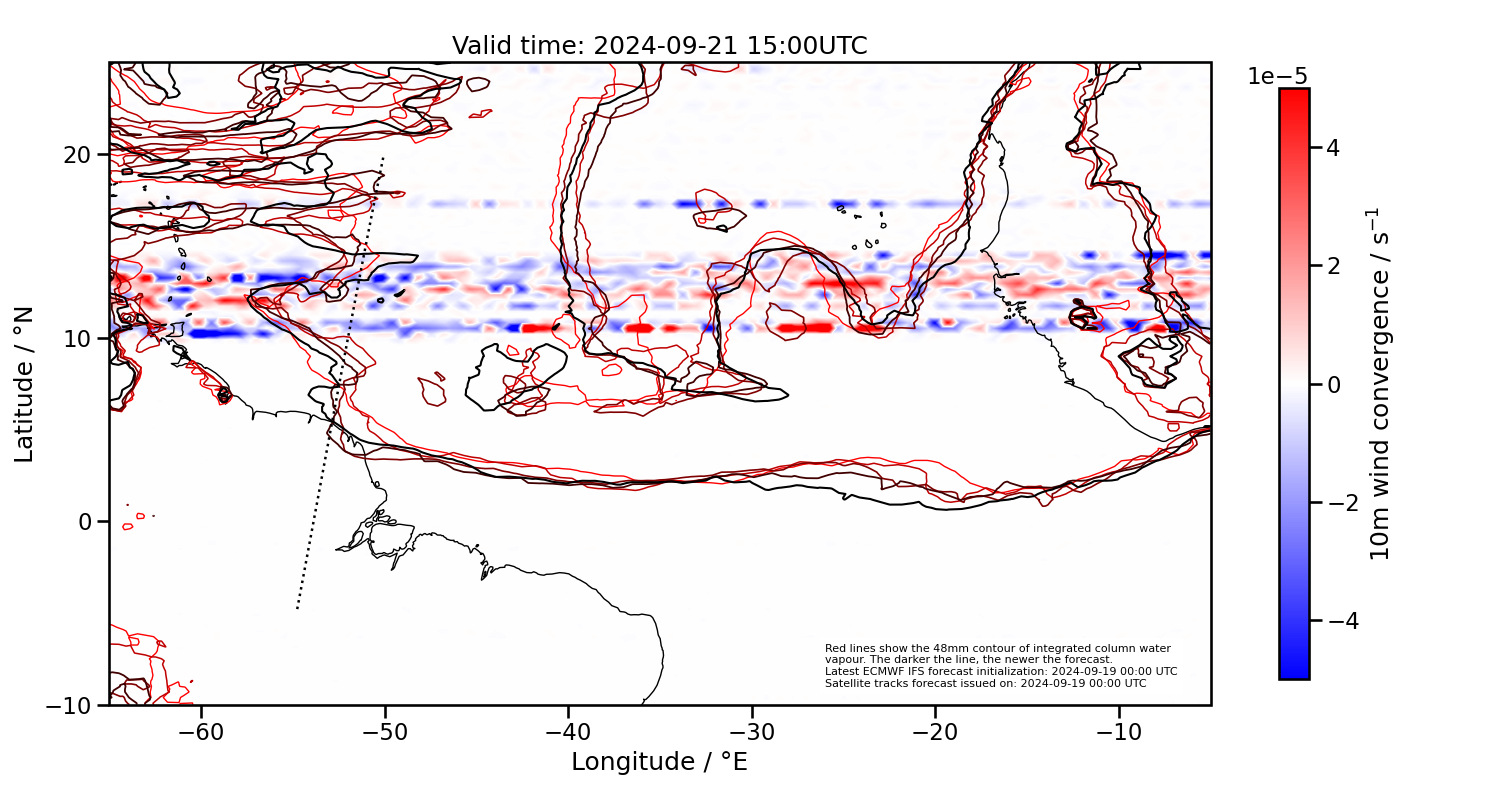 Valid time: 2024-09-21 15:00UTC
1e−5
20
10
0
−10
Latitude / °N
−60
−50
−40
−30
−20
−10
Longitude / °E
4
2
0
−2
−4
10m wind convergence / s⁻¹
Red lines show the 48mm contour of integrated column water
vapour. The darker the line, the newer the forecast.
Latest ECMWF IFS forecast initialization: 2024-09-19 00:00 UTC
Satellite tracks forecast issued on: 2024-09-19 00:00 UTC